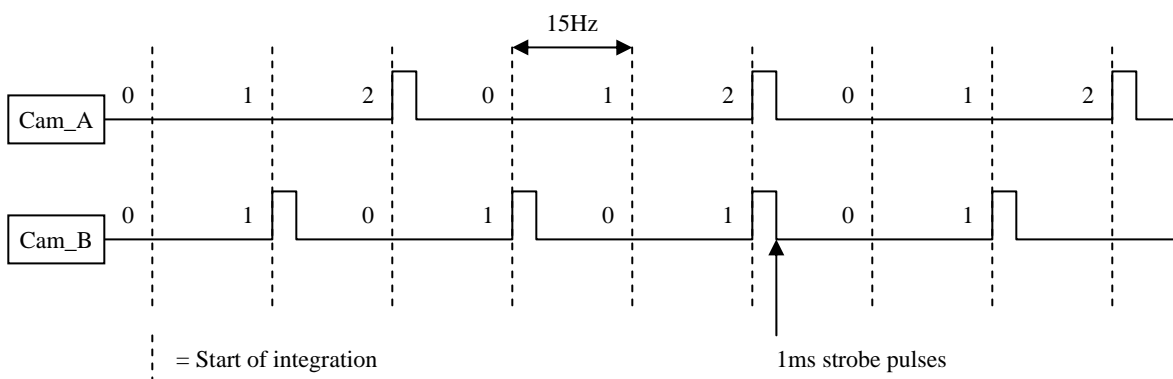 15Hz
0 1 2 0 1 2 0 1 2
Cam_A
0 1 0 1 0 1 0 1
Cam_B
= Start of integration 1ms strobe pulses